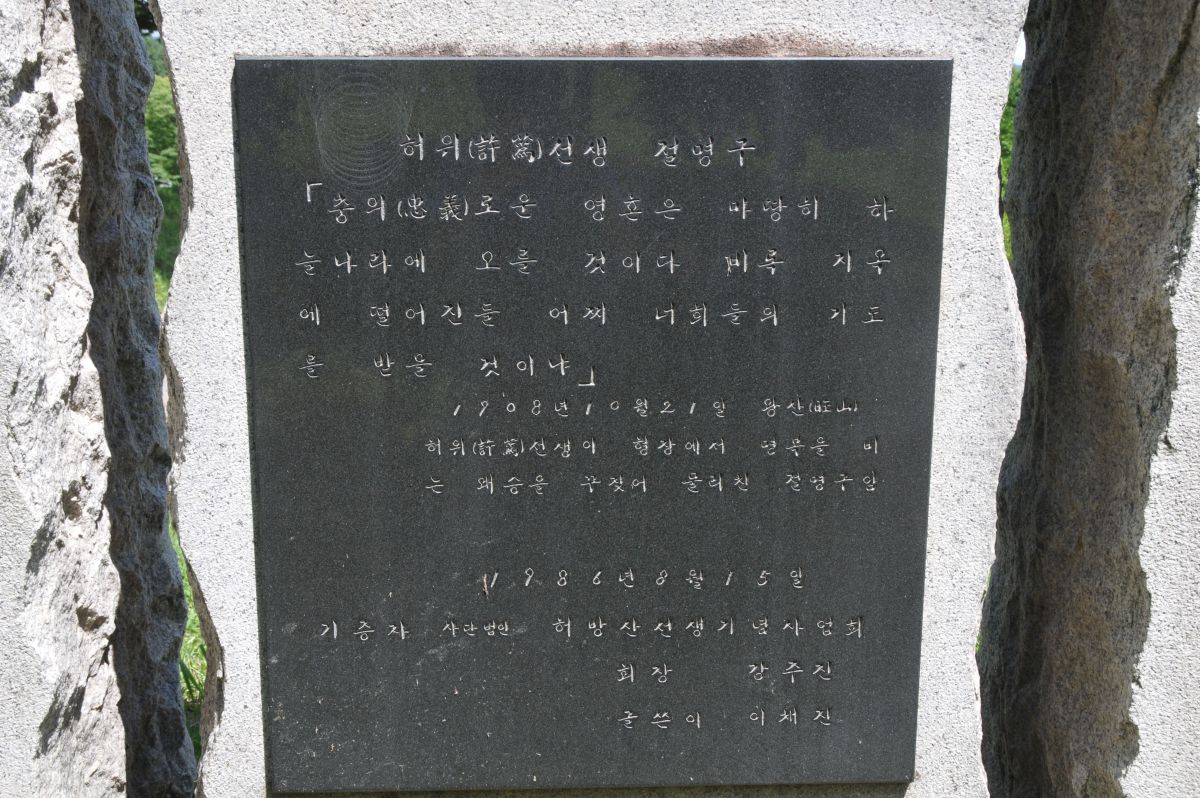 허위(許蔿)선생 절명구
「충의(忠義)로운 영혼은 마땅히 하
늘나라에 오를 것이다 비록 지옥
에 떨어진들 어찌 너희들의 기도
를 받을 것이냐」
1908년10월21일 왕산(旺山)
허위(許蔿)선생이 형장에서 명복을 비
는 왜승을 꾸짖어 물리친 절명구임
1986년8월15일
기증자 사단법인 허방산선생기념사업회
회장 강주진
글쓴이 이채진